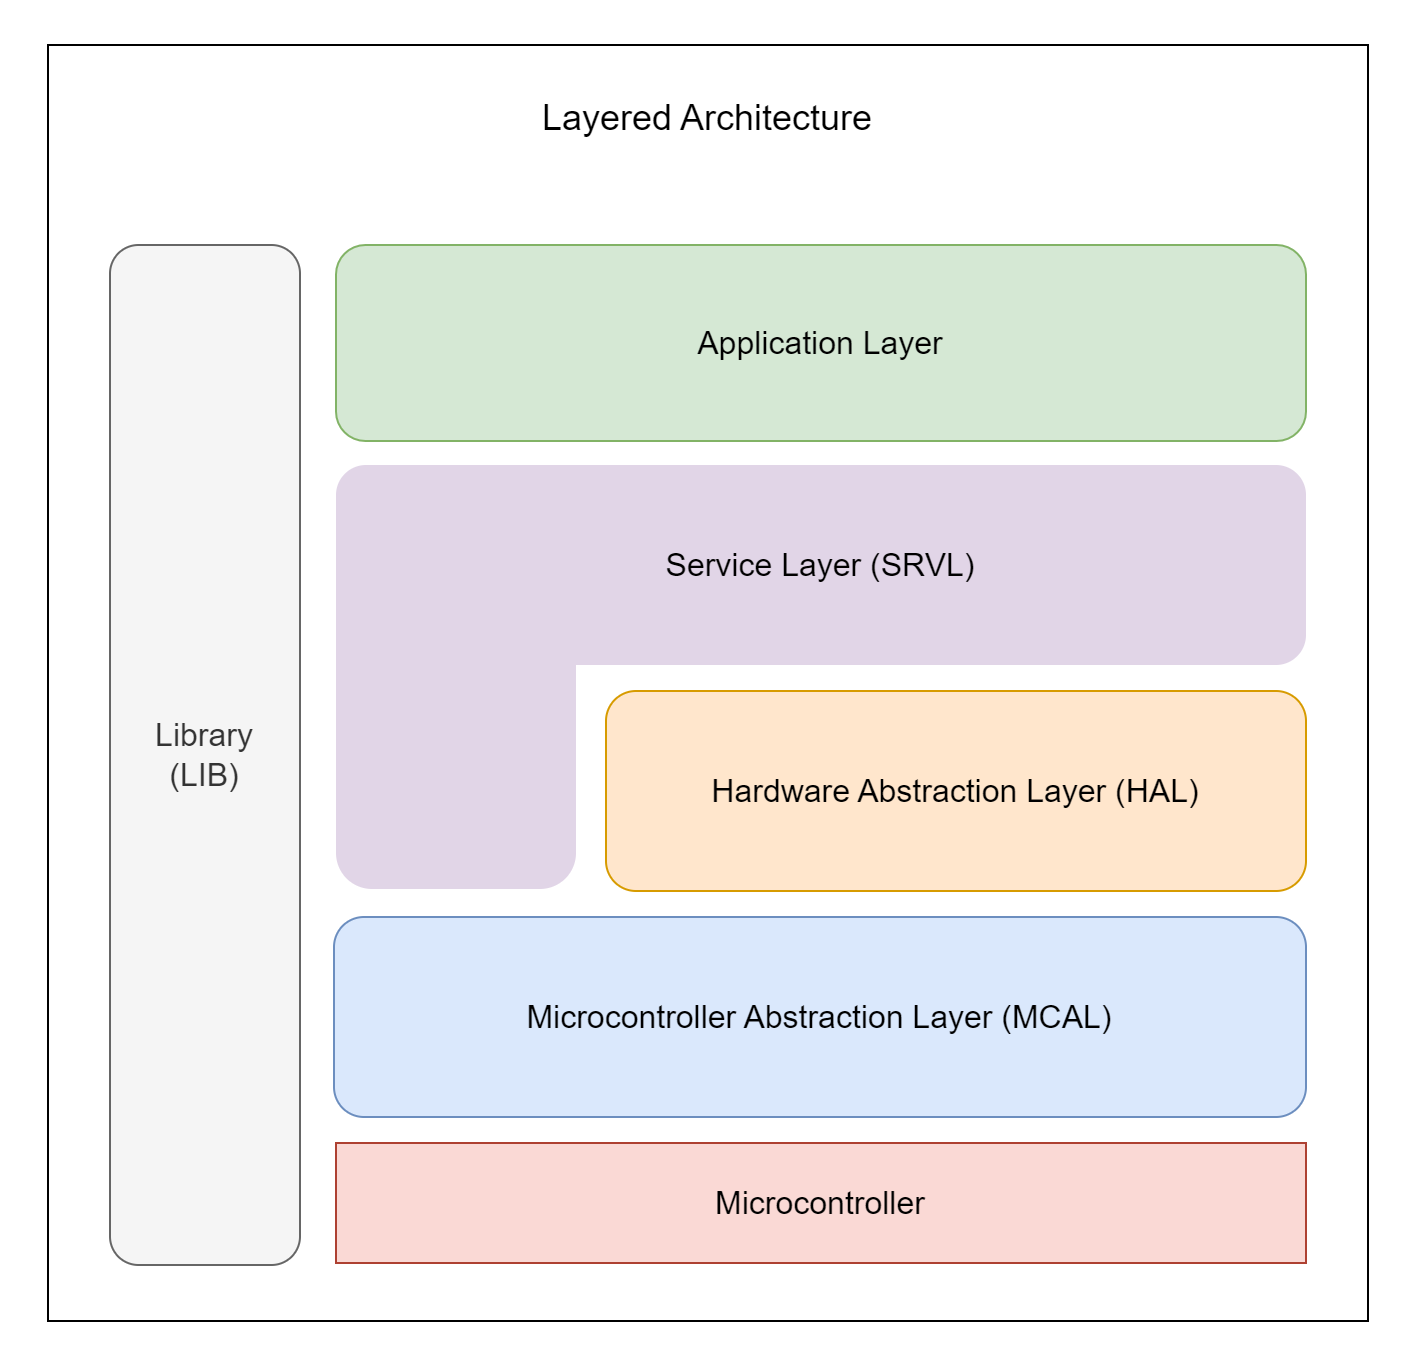 Layered Architecture
Application Layer
Service Layer (SRVL)
Library
(LIB)
Hardware Abstraction Layer (HAL)
Microcontroller Abstraction Layer (MCAL)
Microcontroller